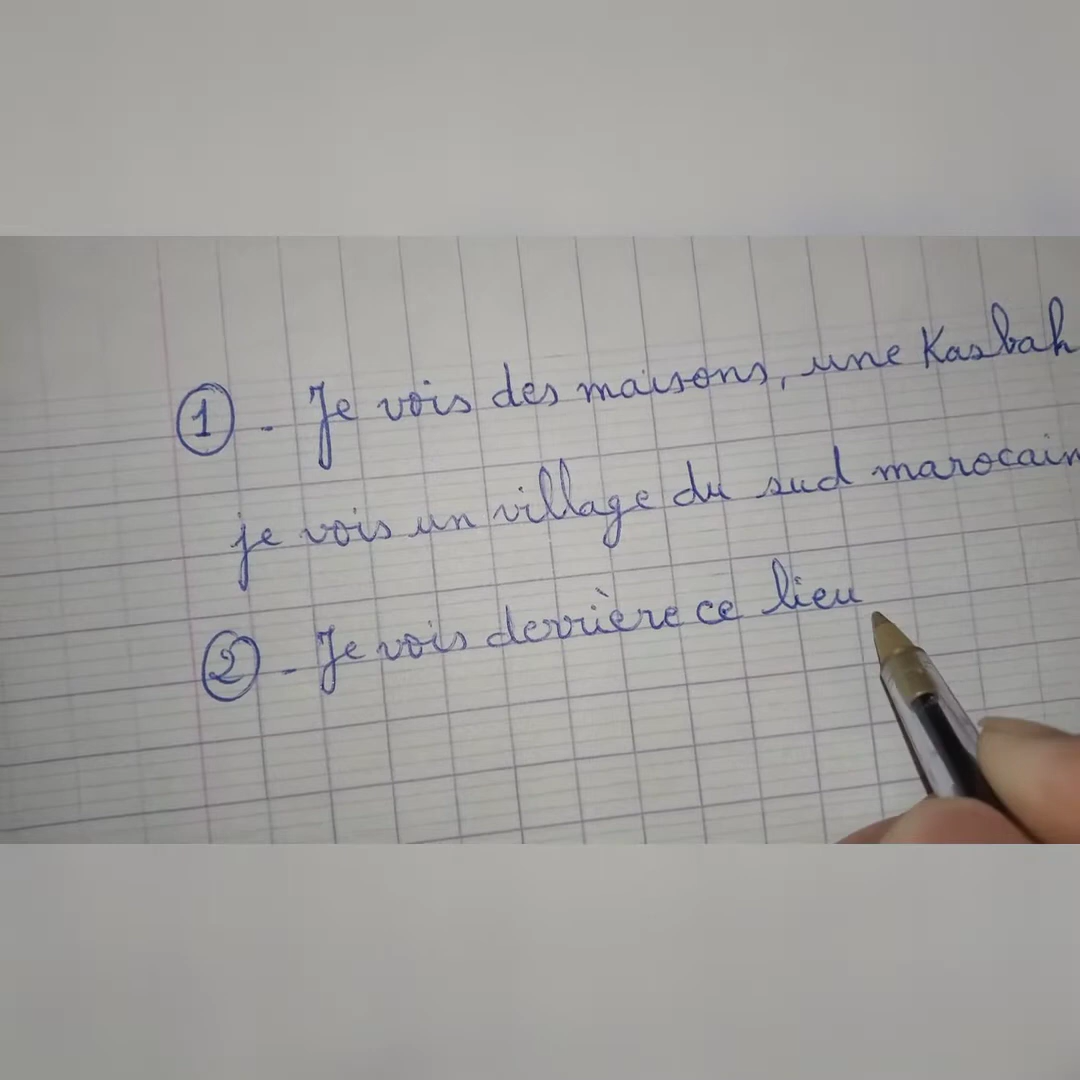 1 - Je vois des maisons, une Kasbah
je vois un village du sud marocain
2 - Je vois derrière ce lieu